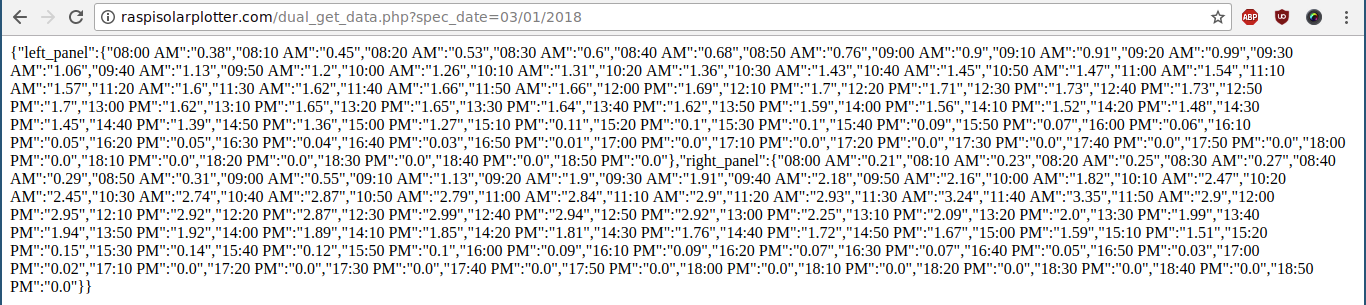 raspisolarplotter.com/dual_get_data.php?spec_date=03/01/2018
ABP
{"left_panel":{"08:00 AM":"0.38","08:10 AM":"0.45","08:20 AM":"0.53","08:30 AM":"0.6","08:40 AM":"0.68","08:50 AM":"0.76","09:00 AM":"0.9","09:10 AM":"0.91","09:20 AM":"0.99","09:30
AM":"1.06","09:40 AM":"1.13","09:50 AM":"1.2","10:00 AM":"1.26","10:10 AM":"1.31","10:20 AM":"1.36","10:30 AM":"1.43","10:40 AM":"1.45","10:50 AM":"1.47","11:00 AM":"1.54","11:10
AM":"1.57","11:20 AM":"1.6","11:30 AM":"1.62","11:40 AM":"1.66","11:50 AM":"1.66","12:00 PM":"1.69","12:10 PM":"1.7","12:20 PM":"1.71","12:30 PM":"1.73","12:40 PM":"1.73","12:50
PM":"1.7","13:00 PM":"1.62","13:10 PM":"1.65","13:20 PM":"1.65","13:30 PM":"1.64","13:40 PM":"1.62","13:50 PM":"1.59","14:00 PM":"1.56","14:10 PM":"1.52","14:20 PM":"1.48","14:30
PM":"1.45","14:40 PM":"1.39","14:50 PM":"1.36","15:00 PM":"1.27","15:10 PM":"0.11","15:20 PM":"0.1","15:30 PM":"0.1","15:40 PM":"0.09","15:50 PM":"0.07","16:00 PM":"0.06","16:10
PM":"0.05","16:20 PM":"0.05","16:30 PM":"0.04","16:40 PM":"0.03","16:50 PM":"0.01","17:00 PM":"0.0","17:10 PM":"0.0","17:20 PM":"0.0","17:30 PM":"0.0","17:40 PM":"0.0","17:50 PM":"0.0","18:00
PM":"0.0","18:10 PM":"0.0","18:20 PM":"0.0","18:30 PM":"0.0","18:40 PM":"0.0","18:50 PM":"0.0"},"right_panel":{"08:00 AM":"0.21","08:10 AM":"0.23","08:20 AM":"0.25","08:30 AM":"0.27","08:40
AM":"0.29","08:50 AM":"0.31","09:00 AM":"0.55","09:10 AM":"1.13","09:20 AM":"1.9","09:30 AM":"1.91","09:40 AM":"2.18","09:50 AM":"2.16","10:00 AM":"1.82","10:10 AM":"2.47","10:20
AM":"2.45","10:30 AM":"2.74","10:40 AM":"2.87","10:50 AM":"2.79","11:00 AM":"2.84","11:10 AM":"2.9","11:20 AM":"2.93","11:30 AM":"3.24","11:40 AM":"3.35","11:50 AM":"2.9","12:00
PM":"2.95","12:10 PM":"2.92","12:20 PM":"2.87","12:30 PM":"2.99","12:40 PM":"2.94","12:50 PM":"2.92","13:00 PM":"2.25","13:10 PM":"2.09","13:20 PM":"2.0","13:30 PM":"1.99","13:40
PM":"1.94","13:50 PM":"1.92","14:00 PM":"1.89","14:10 PM":"1.85","14:20 PM":"1.81","14:30 PM":"1.76","14:40 PM":"1.72","14:50 PM":"1.67","15:00 PM":"1.59","15:10 PM":"1.51","15:20
PM":"0.15","15:30 PM":"0.14","15:40 PM":"0.12","15:50 PM":"0.1","16:00 PM":"0.09","16:10 PM":"0.09","16:20 PM":"0.07","16:30 PM":"0.07","16:40 PM":"0.05","16:50 PM":"0.03","17:00
PM":"0.02","17:10 PM":"0.0","17:20 PM":"0.0","17:30 PM":"0.0","17:40 PM":"0.0","17:50 PM":"0.0","18:00 PM":"0.0","18:10 PM":"0.0","18:20 PM":"0.0","18:30 PM":"0.0","18:40 PM":"0.0","18:50
PM":"0.0"}}